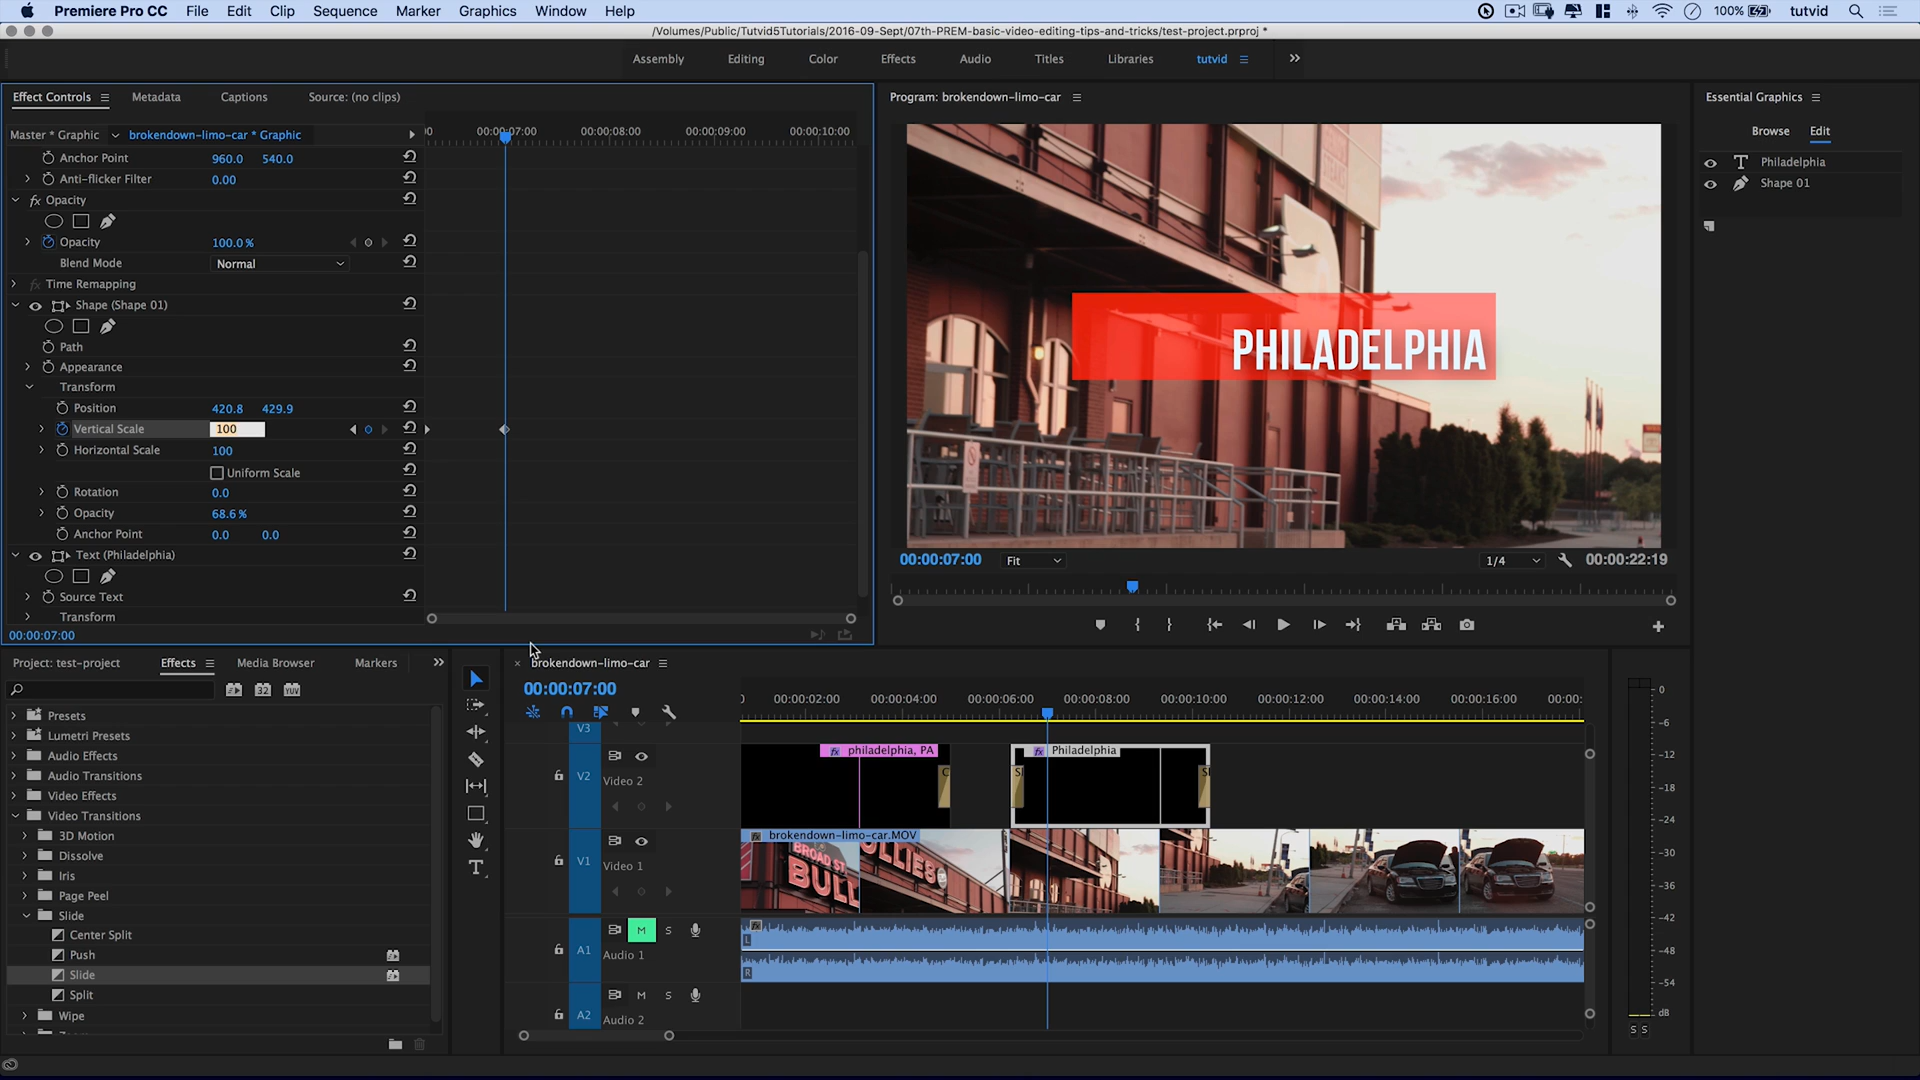 Premiere Pro CC File Edit Clip Sequence Marker Graphics Window Help 100% tutvid
/Volumes/Public/Tutvid5Tutorials/2016-09-Sept/07th-PREM-basic-video-editing-tips-and-tricks/test-project.prproj *
Assembly Editing Color Effects Audio Titles Libraries tutvid
Effect Controls Metadata Captions Source: (no clips)
Master * Graphic brokendown-limo-car * Graphic
00:00:07:00 00:00:08:00 00:00:09:00 00:00:10:00
Anchor Point 960.0 540.0
Anti-flicker Filter 0.00
fx Opacity
Opacity 100.0 %
Blend Mode Normal
fx Time Remapping
Shape (Shape 01)
Path
Appearance
Transform
Position 420.8 429.9
Vertical Scale 100
Horizontal Scale 100
Uniform Scale
Rotation 0.0
Opacity 68.6 %
Anchor Point 0.0 0.0
Text (Philadelphia)
Source Text
Transform
00:00:07:00
Program: brokendown-limo-car
PHILADELPHIA
00:00:07:00 Fit 1/4 00:00:22:19
Essential Graphics
Browse Edit
Philadelphia
Shape 01
Project: test-project Effects Media Browser Markers
32 YUV
Presets
Lumetri Presets
Audio Effects
Audio Transitions
Video Effects
Video Transitions
3D Motion
Dissolve
Iris
Page Peel
Slide
Center Split
Push
Slide
Split
Wipe
brokendown-limo-car
00:00:07:00
00:00:02:00 00:00:04:00 00:00:06:00 00:00:08:00 00:00:10:00 00:00:12:00 00:00:14:00 00:00:16:00 00:00:
V3
V2 Video 2
fx philadelphia, PA
fx Philadelphia
V1 Video 1
fx brokendown-limo-car.MOV
BROAD ST
BULL
OLLIES
A1 M S
Audio 1
L
R
A2 M S
Audio 2
0
-6
-12
-18
-24
-30
-36
-42
-48
-54
dB
S S